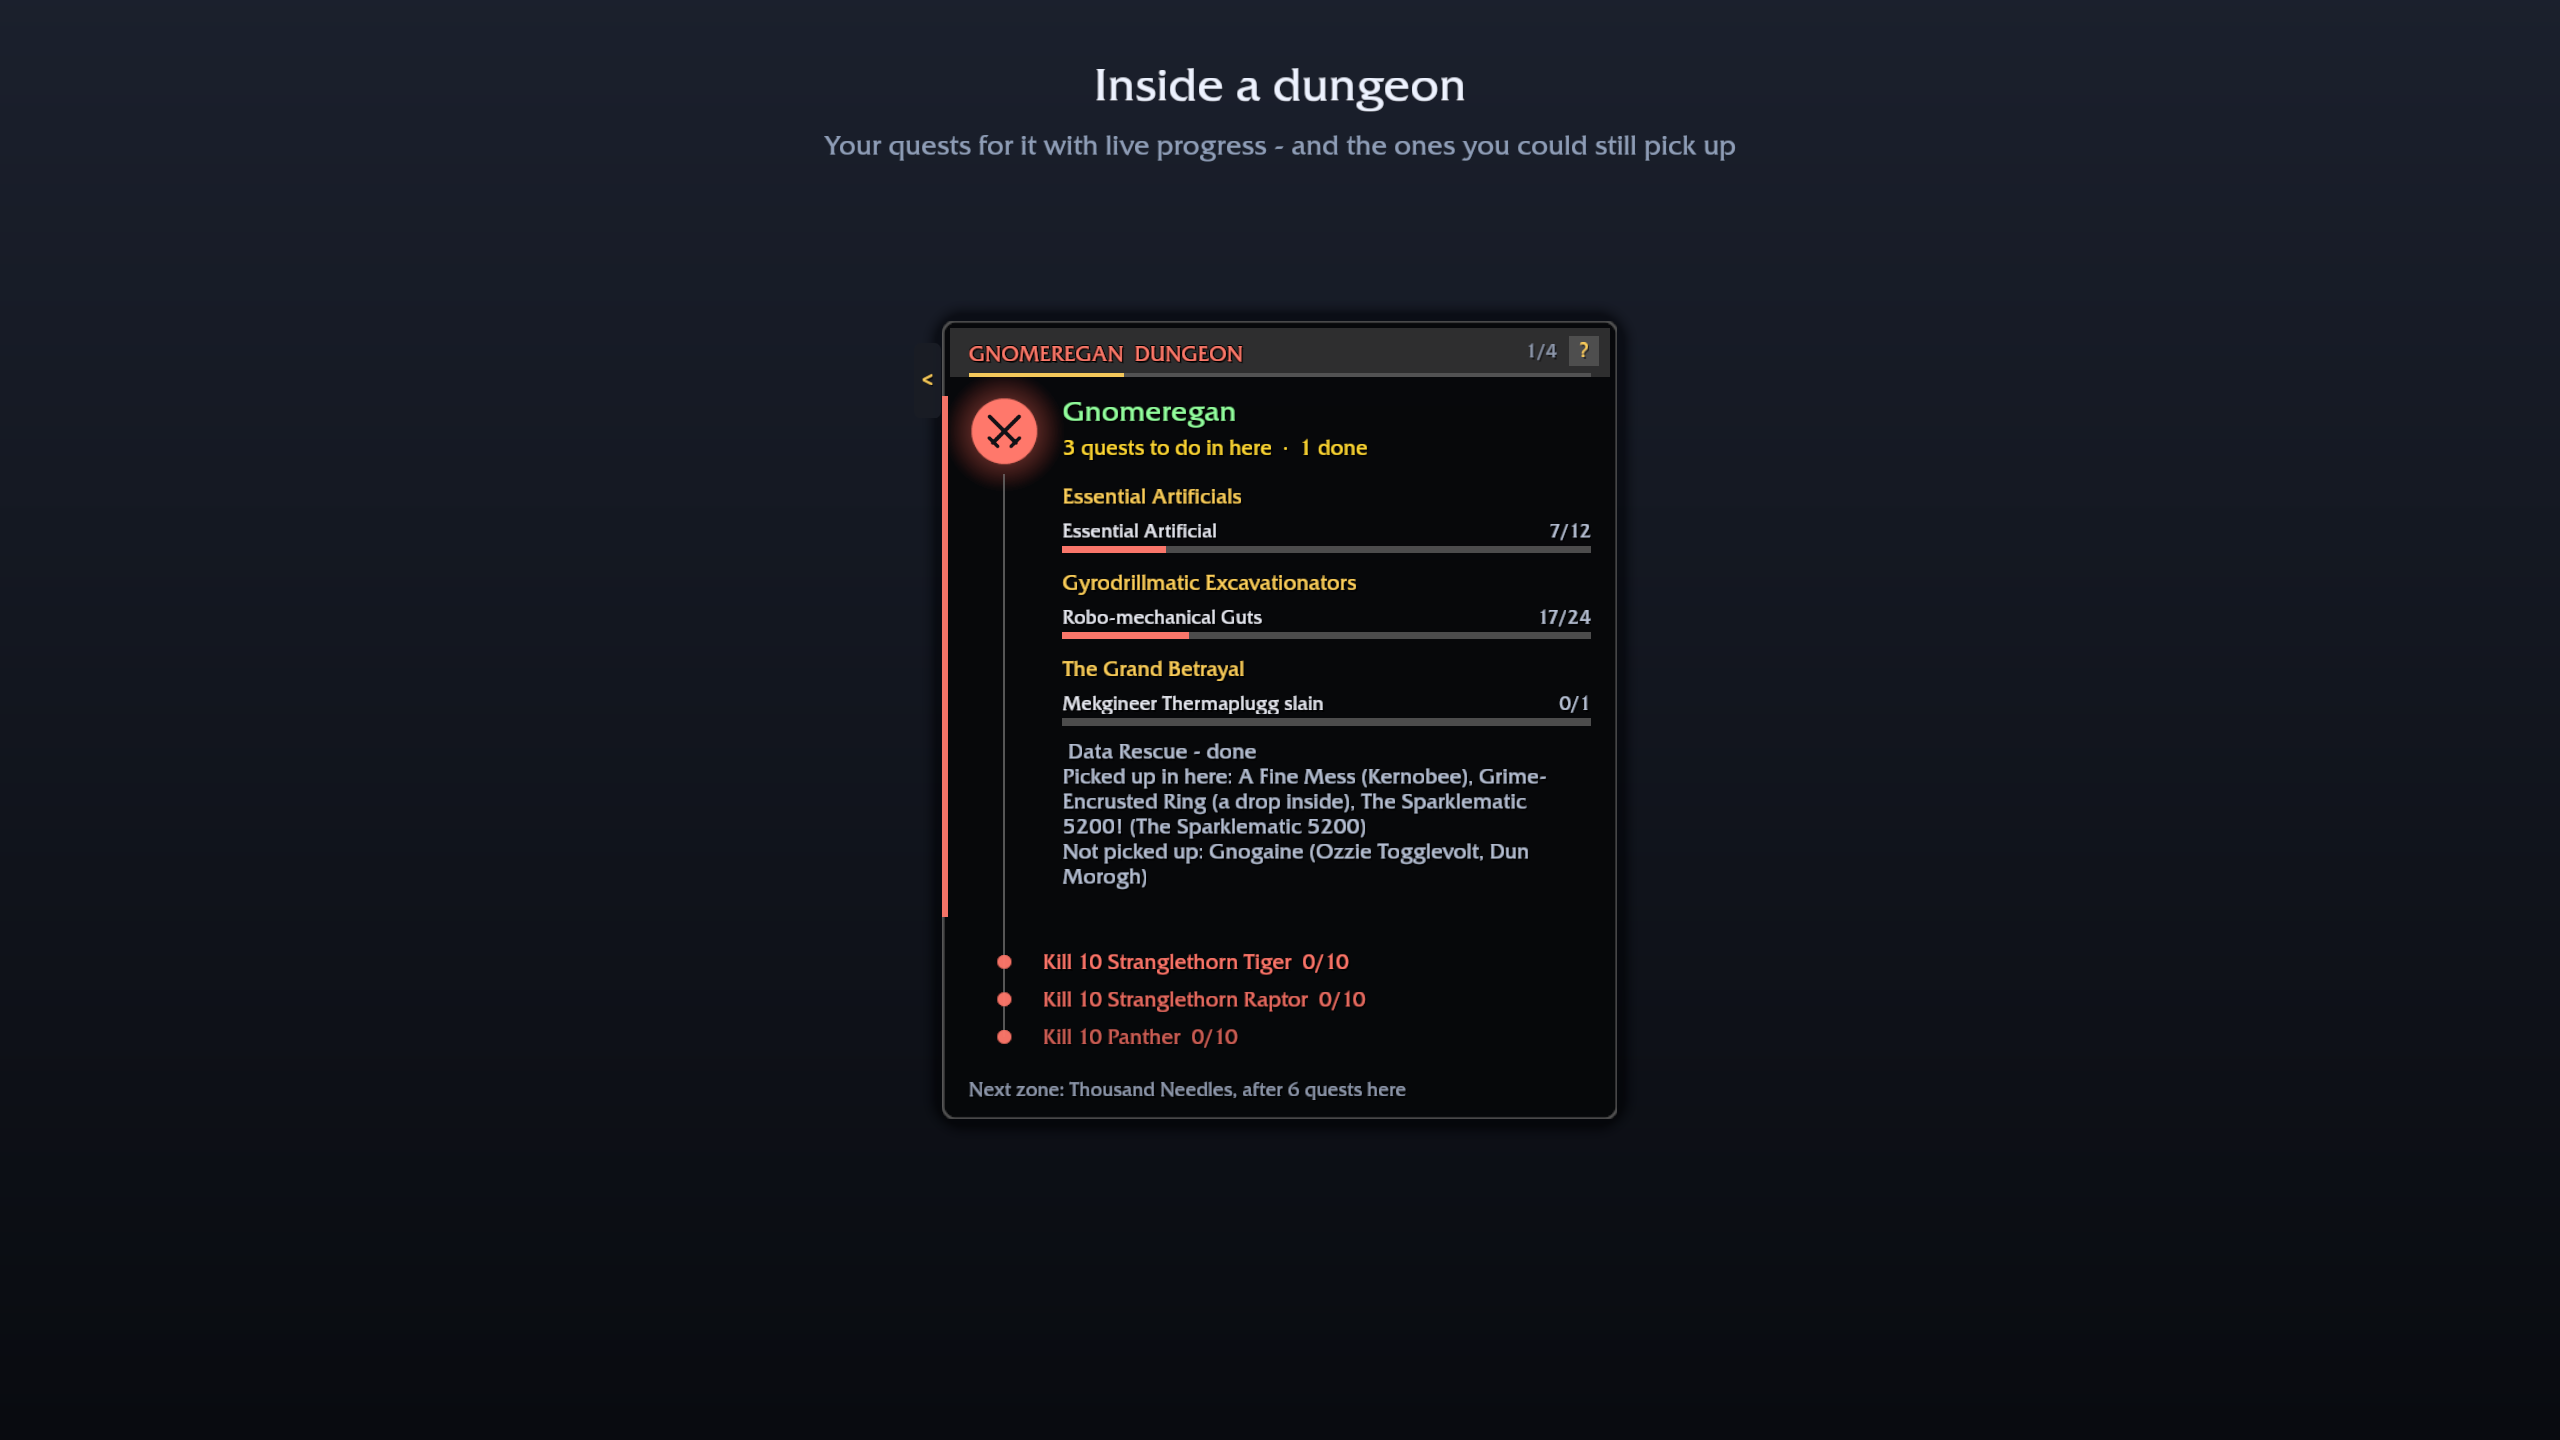 Inside a dungeon
Your quests for it with live progress - and the ones you could still pick up
GNOMEREGAN DUNGEON 1/4 ?
<
Gnomeregan
3 quests to do in here · 1 done
Essential Artificials
Essential Artificial 7/12
Gyrodrillmatic Excavationators
Robo-mechanical Guts 17/24
The Grand Betrayal
Mekgineer Thermaplugg slain 0/1
Data Rescue - done
Picked up in here: A Fine Mess (Kernobee), Grime-
Encrusted Ring (a drop inside), The Sparklematic
5200! (The Sparklematic 5200)
Not picked up: Gnogaine (Ozzie Togglevolt, Dun
Morogh)
Kill 10 Stranglethorn Tiger 0/10
Kill 10 Stranglethorn Raptor 0/10
Kill 10 Panther 0/10
Next zone: Thousand Needles, after 6 quests here